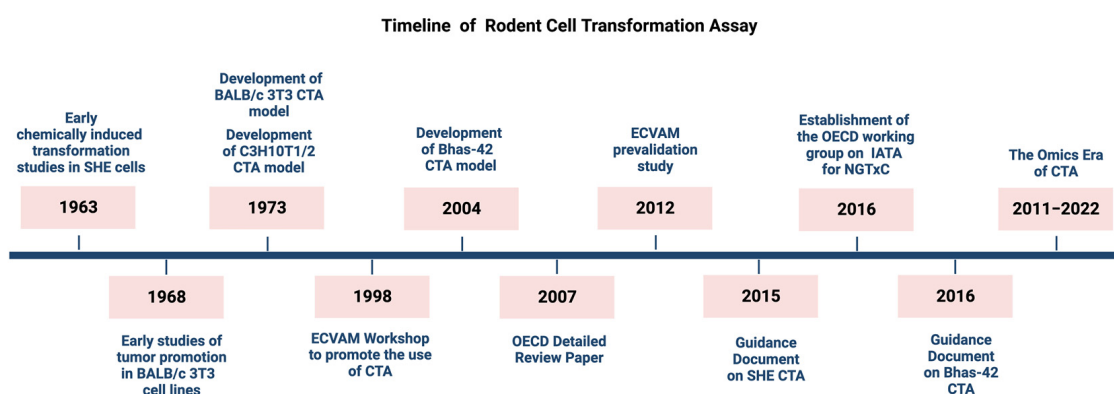 Timeline of Rodent Cell Transformation Assay
Early
chemically induced
transformation
studies in SHE cells
1963
Development of
BALB/c 3T3 CTA
model
Development
of C3H10T1/2
CTA model
1973
Development
of Bhas-42
CTA model
2004
ECVAM
prevalidation
study
2012
Establishment of
the OECD working
group on IATA
for NGTxC
2016
The Omics Era
of CTA
2011–2022
1968
Early studies of
tumor promotion
in BALB/c 3T3
cell lines
1998
ECVAM Workshop
to promote the use
of CTA
2007
OECD Detailed
Review Paper
2015
Guidance
Document
on SHE CTA
2016
Guidance
Document
on Bhas-42
CTA